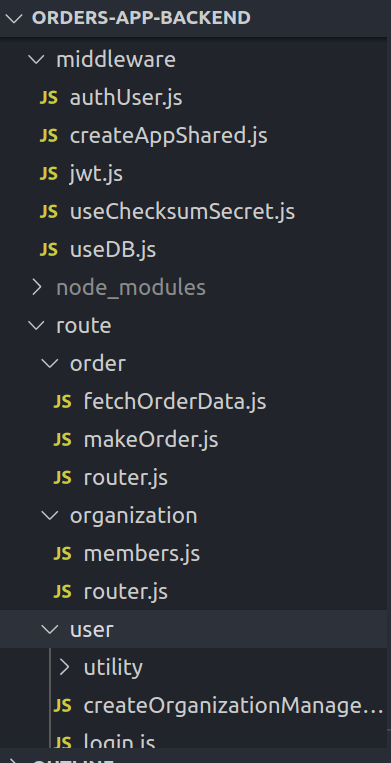 ORDERS-APP-BACKEND
middleware
JS authUser.js
JS createAppShared.js
JS jwt.js
JS useChecksumSecret.js
JS useDB.js
node_modules
route
order
JS fetchOrderData.js
JS makeOrder.js
JS router.js
organization
JS members.js
JS router.js
user
utility
JS createOrganizationManage...
JS login.js
OUTLINE